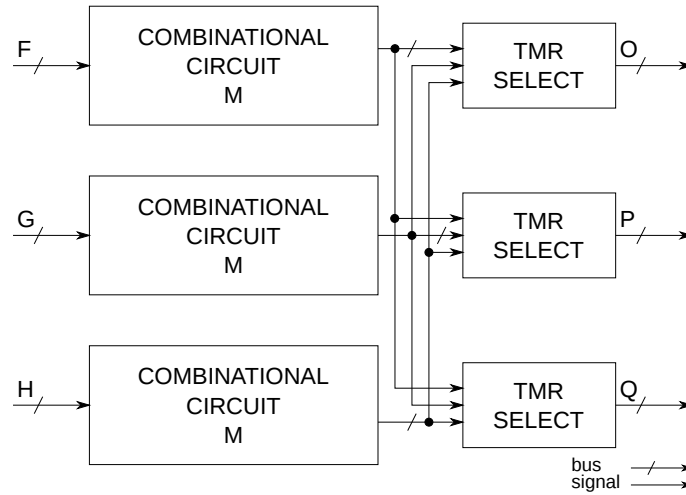 F
COMBINATIONAL
CIRCUIT
M
TMR
SELECT
O
G
COMBINATIONAL
CIRCUIT
M
TMR
SELECT
P
H
COMBINATIONAL
CIRCUIT
M
TMR
SELECT
Q
bus
signal